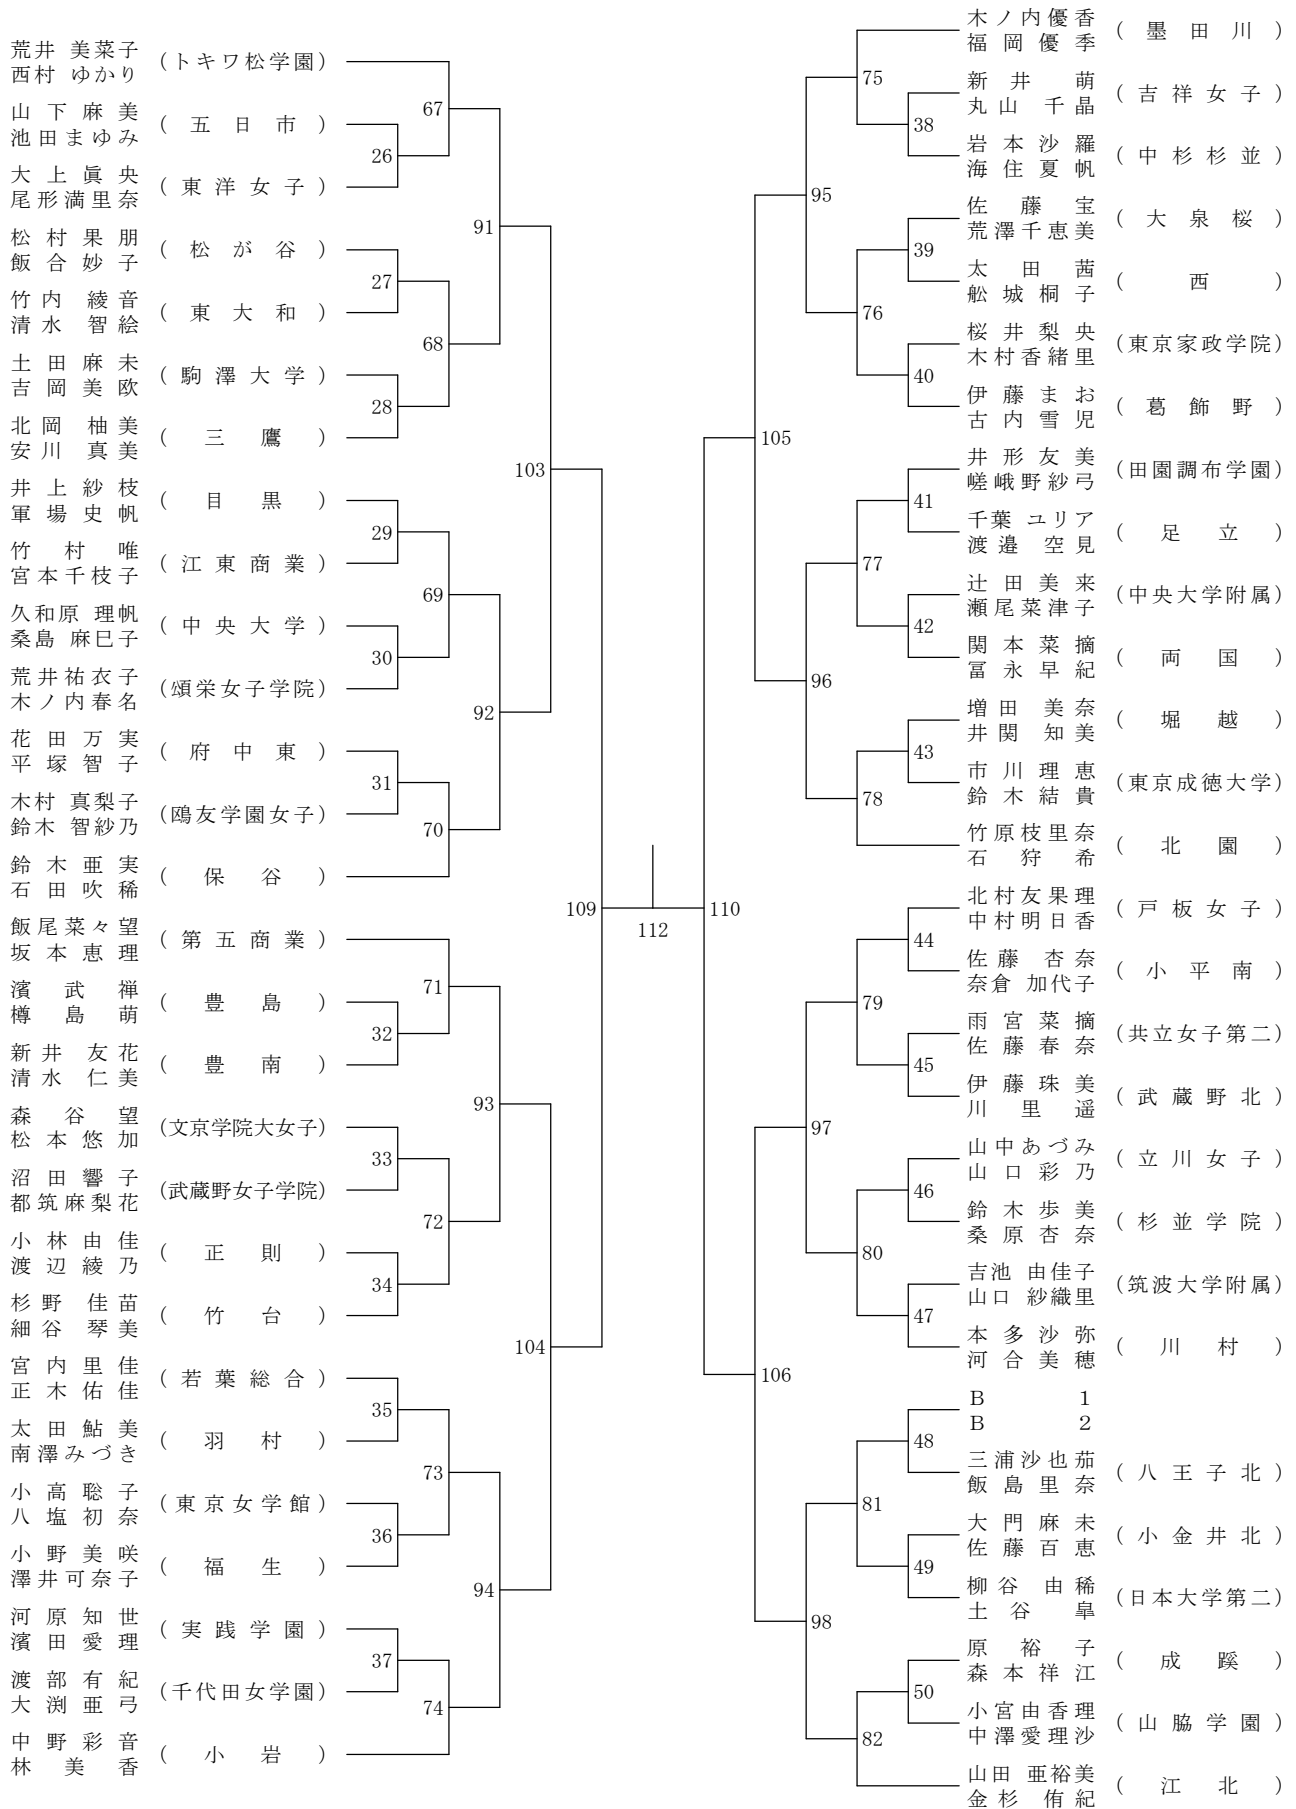 荒井 美菜子
西村 ゆかり
(トキワ松学園)
山下麻美
池田まゆみ
(五日市)
大上眞央
尾形満里奈
(東洋女子)
松村果朋
飯合妙子
(松が谷)
竹内 綾音
清水 智絵
(東大和)
土田麻未
吉岡美欧
(駒澤大学)
北岡 柚美
安川 真美
(三鷹)
井上紗枝
軍場史帆
(目黒)
竹村唯
宮本千枝子
(江東商業)
久和原 理帆
桑島 麻巳子
(中央大学)
荒井祐衣子
木ノ内春名
(頌栄女子学院)
花田万実
平塚智子
(府中東)
木村 真梨子
鈴木 智紗乃
(鴎友学園女子)
鈴木亜実
石田吹稀
(保谷)
飯尾菜々望
坂本恵理
(第五商業)
濱武禅
樽島萌
(豊島)
新井 友花
清水 仁美
(豊南)
森谷望
松本悠加
(文京学院大女子)
沼田響子
都筑麻梨花
(武蔵野女子学院)
小林由佳
渡辺綾乃
(正則)
杉野 佳苗
細谷 琴美
(竹台)
宮内里佳
正木佑佳
(若葉総合)
太田鮎美
南澤みづき
(羽村)
小高聡子
八塩初奈
(東京女学館)
小野美咲
澤井可奈子
(福生)
河原知世
濱田愛理
(実践学園)
渡部有紀
大渕亜弓
(千代田女学園)
中野彩音
林美香
(小岩)
26
27
28
29
30
31
32
33
34
35
36
37
67
68
69
70
71
72
73
74
91
92
93
94
103
104
109
112
110
105
106
95
96
97
98
75
76
77
78
79
80
81
82
38
39
40
41
42
43
44
45
46
47
48
49
50
木ノ内優香
福岡優季
(墨田川)
新井萌
丸山千晶
(吉祥女子)
岩本沙羅
海住夏帆
(中杉杉並)
佐藤宝
荒澤千恵美
(大泉桜)
太田茜
舩城桐子
(西)
桜井梨央
木村香緒里
(東京家政学院)
伊藤まお
古内雪児
(葛飾野)
井形友美
嵯峨野紗弓
(田園調布学園)
千葉 ユリア
渡邉 空見
(足立)
辻田美来
瀬尾菜津子
(中央大学附属)
関本菜摘
冨永早紀
(両国)
増田 美奈
井関 知美
(堀越)
市川理恵
鈴木結貴
(東京成徳大学)
竹原枝里奈
石狩希
(北園)
北村友果理
中村明日香
(戸板女子)
佐藤 杏奈
奈倉 加代子
(小平南)
雨宮菜摘
佐藤春奈
(共立女子第二)
伊藤珠美
川里遥
(武蔵野北)
山中あづみ
山口彩乃
(立川女子)
鈴木歩美
桑原杏奈
(杉並学院)
吉池 由佳子
山口 紗織里
(筑波大学附属)
本多沙弥
河合美穂
(川村)
B 1
B 2
三浦沙也茄
飯島里奈
(八王子北)
大門麻未
佐藤百恵
(小金井北)
柳谷 由稀
土谷 皐
(日本大学第二)
原裕子
森本祥江
(成蹊)
小宮由香理
中澤愛理沙
(山脇学園)
山田 亜裕美
金杉 侑紀
(江北)